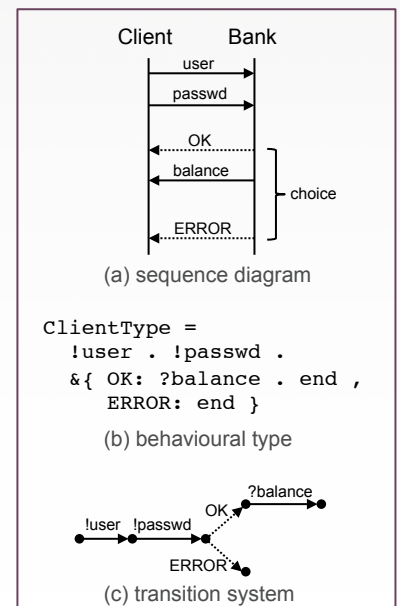 Client Bank
user
passwd
OK
balance
choice
ERROR
(a) sequence diagram
ClientType =
!user . !passwd .
&{ OK: ?balance . end ,
ERROR: end }
(b) behavioural type
?balance
OK
!user !passwd
ERROR
(c) transition system